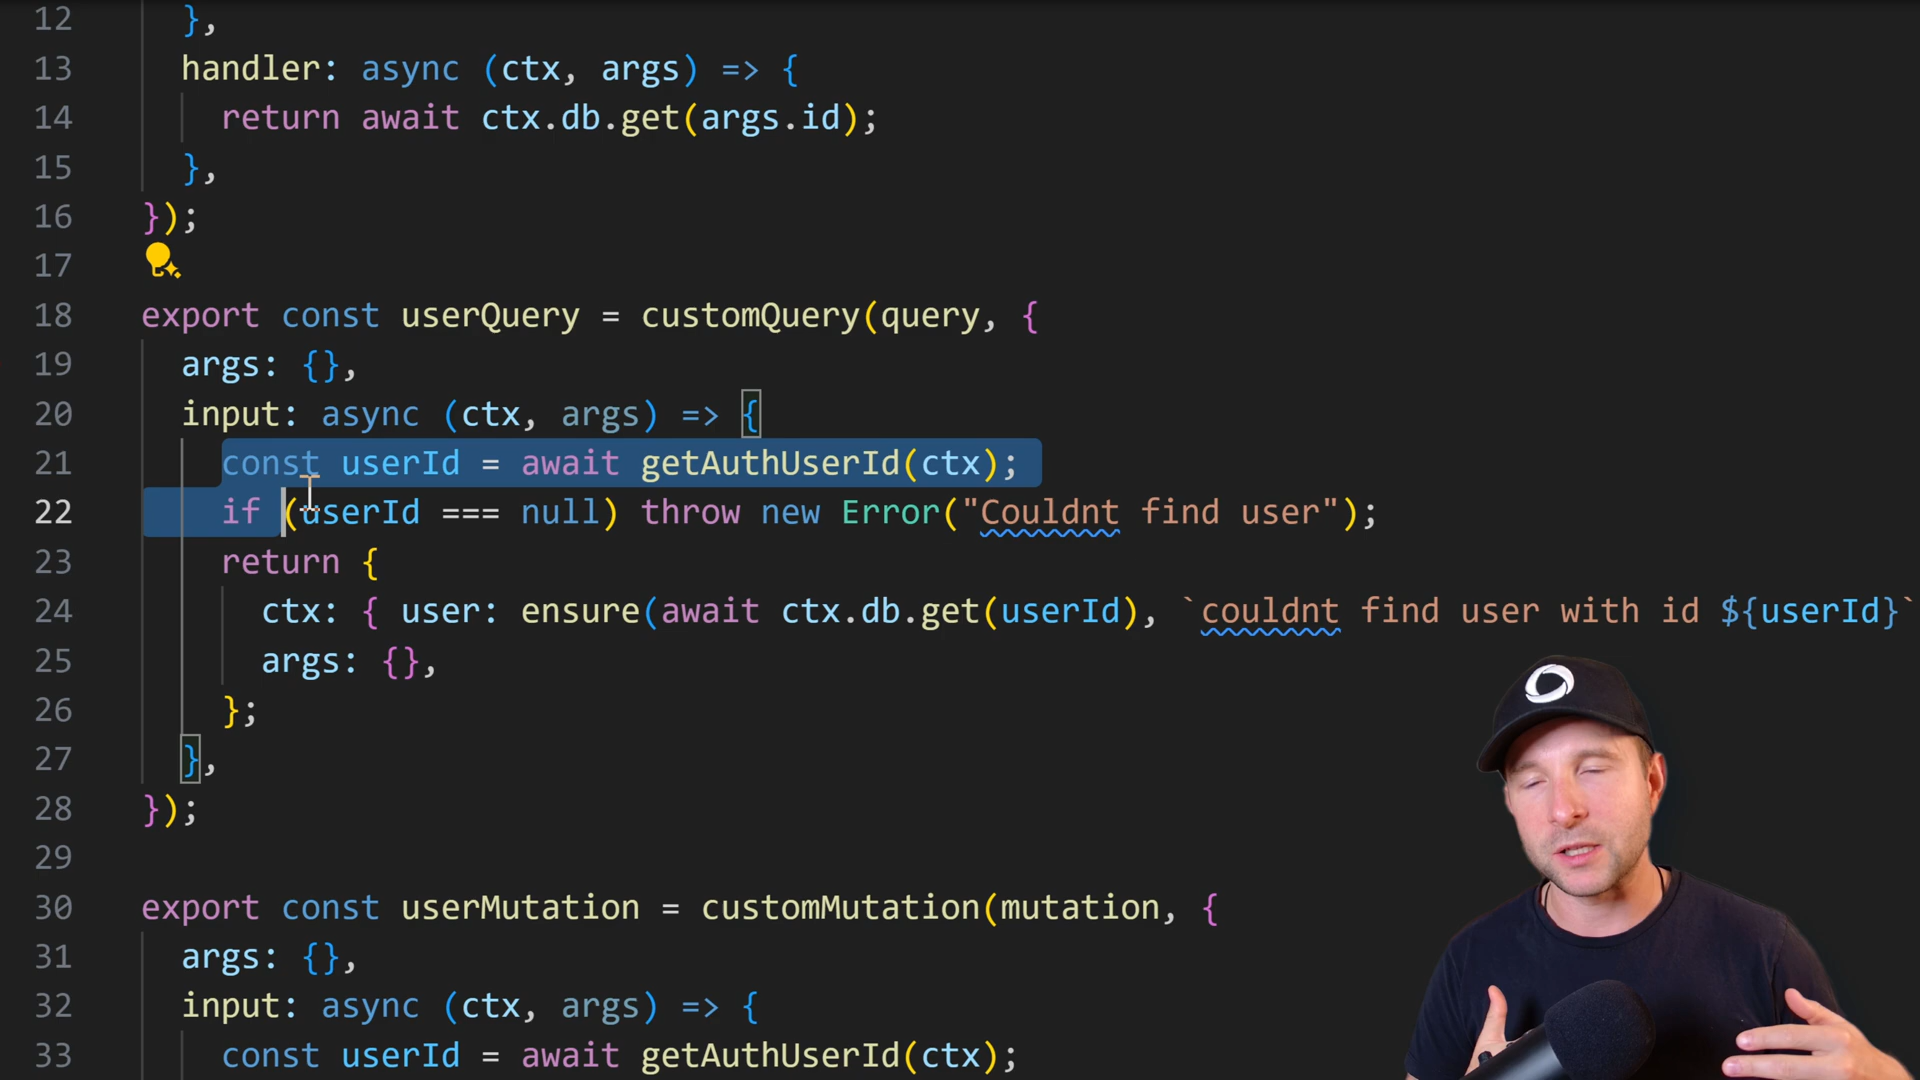 12 },
13 handler: async (ctx, args) => {
14 return await ctx.db.get(args.id);
15 },
16 });
17
18 export const userQuery = customQuery(query, {
19 args: {},
20 input: async (ctx, args) => {
21 const userId = await getAuthUserId(ctx);
22 if (userId === null) throw new Error("Couldnt find user");
23 return {
24 ctx: { user: ensure(await ctx.db.get(userId), `couldnt find user with id ${userId}`
25 args: {},
26 };
27 },
28 });
29
30 export const userMutation = customMutation(mutation, {
31 args: {},
32 input: async (ctx, args) => {
33 const userId = await getAuthUserId(ctx);